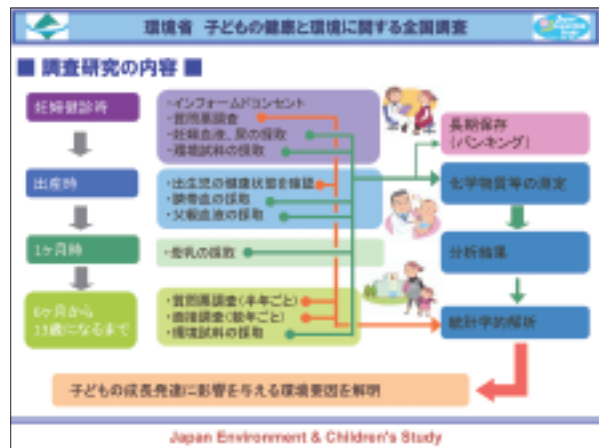 環境省 子どもの健康と環境に関する全国調査
■ 調査研究の内容 ■
妊婦健診時
・インフォームドコンセント
・質問票調査
・妊婦血液、尿の採取
・環境試料の採取
長期保存
(バンキング)
出産時
・出生児の健康状態を確認
・臍帯血の採取
・父親血液の採取
化学物質等の測定
1ヶ月時
・母乳の採取
分析結果
6ヶ月から
13歳になるまで
・質問票調査(半年ごと)
・面接調査(数年ごと)
・環境試料の採取
統計学的解析
子どもの成長発達に影響を与える環境要因を解明
Japan Environment & Children's Study